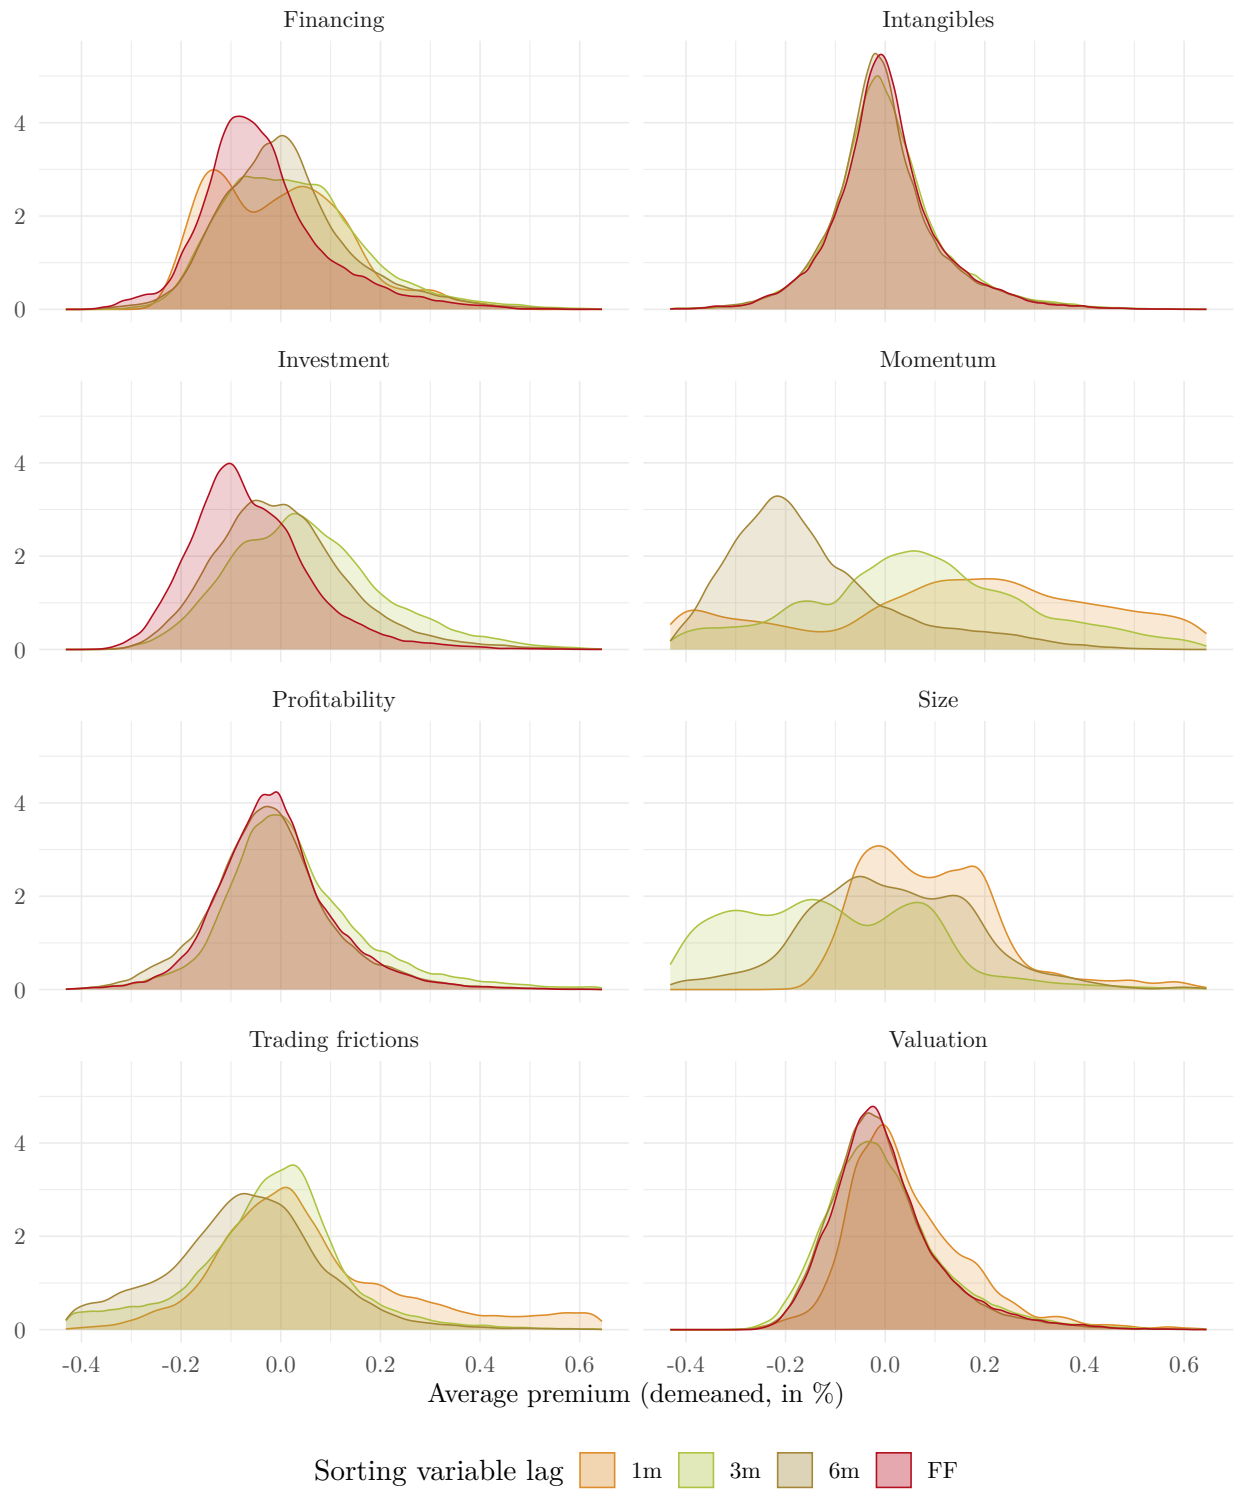 Financing Intangibles
4
2
0
Investment Momentum
4
2
0
Profitability Size
4
2
0
Trading frictions Valuation
4
2
0
-0.4 -0.2 0.0 0.2 0.4 0.6 -0.4 -0.2 0.0 0.2 0.4 0.6
Average premium (demeaned, in %)
Sorting variable lag 1m 3m 6m FF